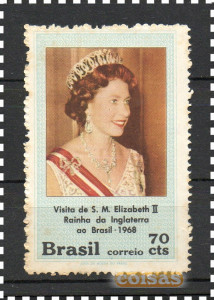 Visita de S. M. Elizabeth II
Rainha da Inglaterra
ao Brasil - 1968
Brasil correio 70 cts
coisas